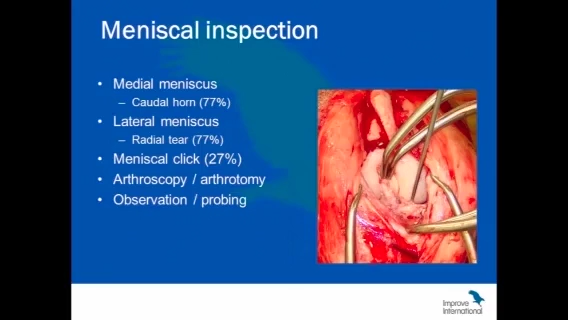 Meniscal inspection
• Medial meniscus
– Caudal horn (77%)
• Lateral meniscus
– Radial tear (77%)
• Meniscal click (27%)
• Arthroscopy / arthrotomy
• Observation / probing
Improve
International